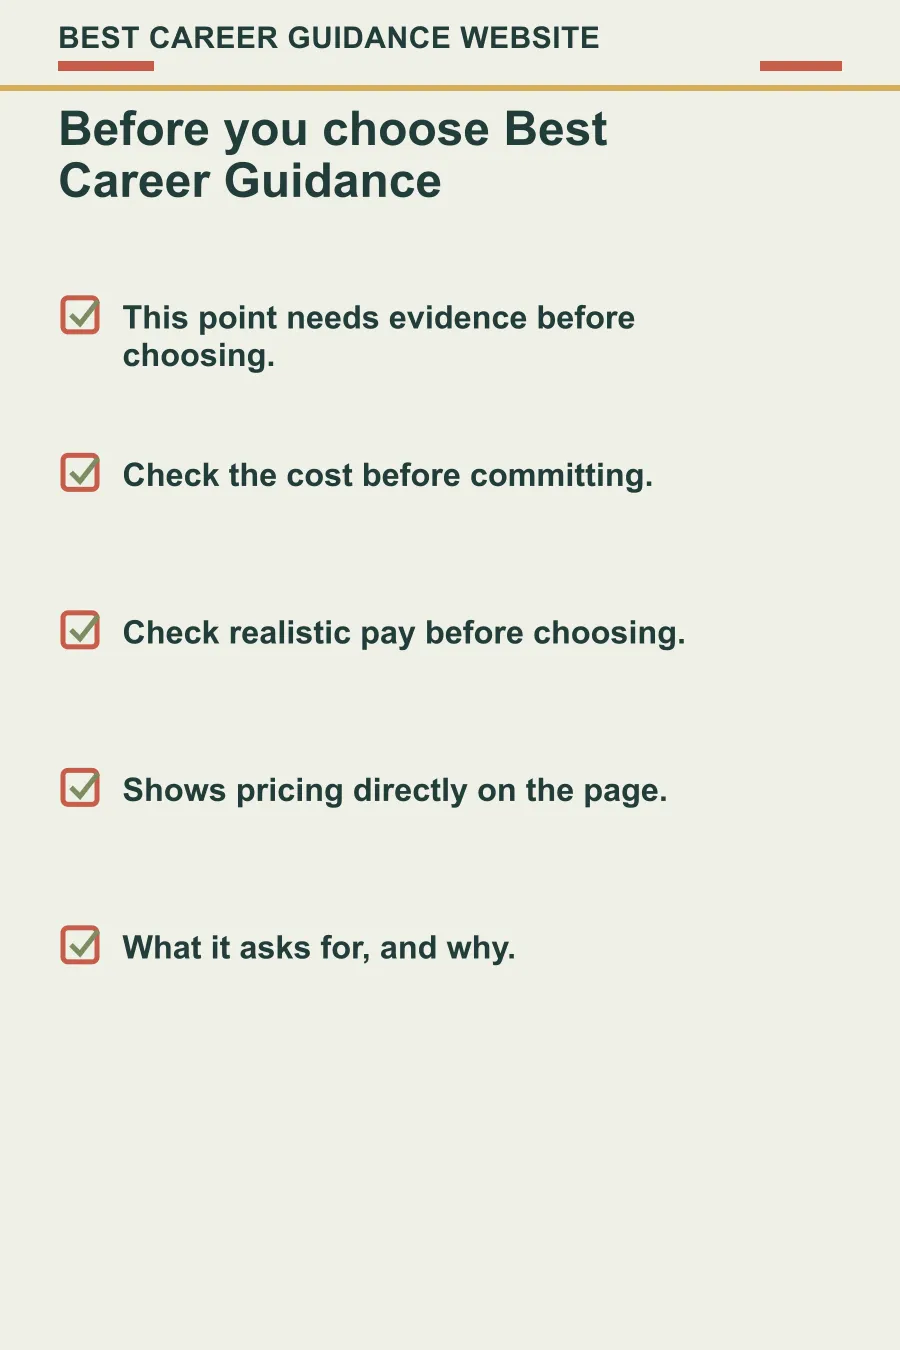 BEST CAREER GUIDANCE WEBSITE
Before you choose Best
Career Guidance
This point needs evidence before
choosing.
Check the cost before committing.
Check realistic pay before choosing.
Shows pricing directly on the page.
What it asks for, and why.